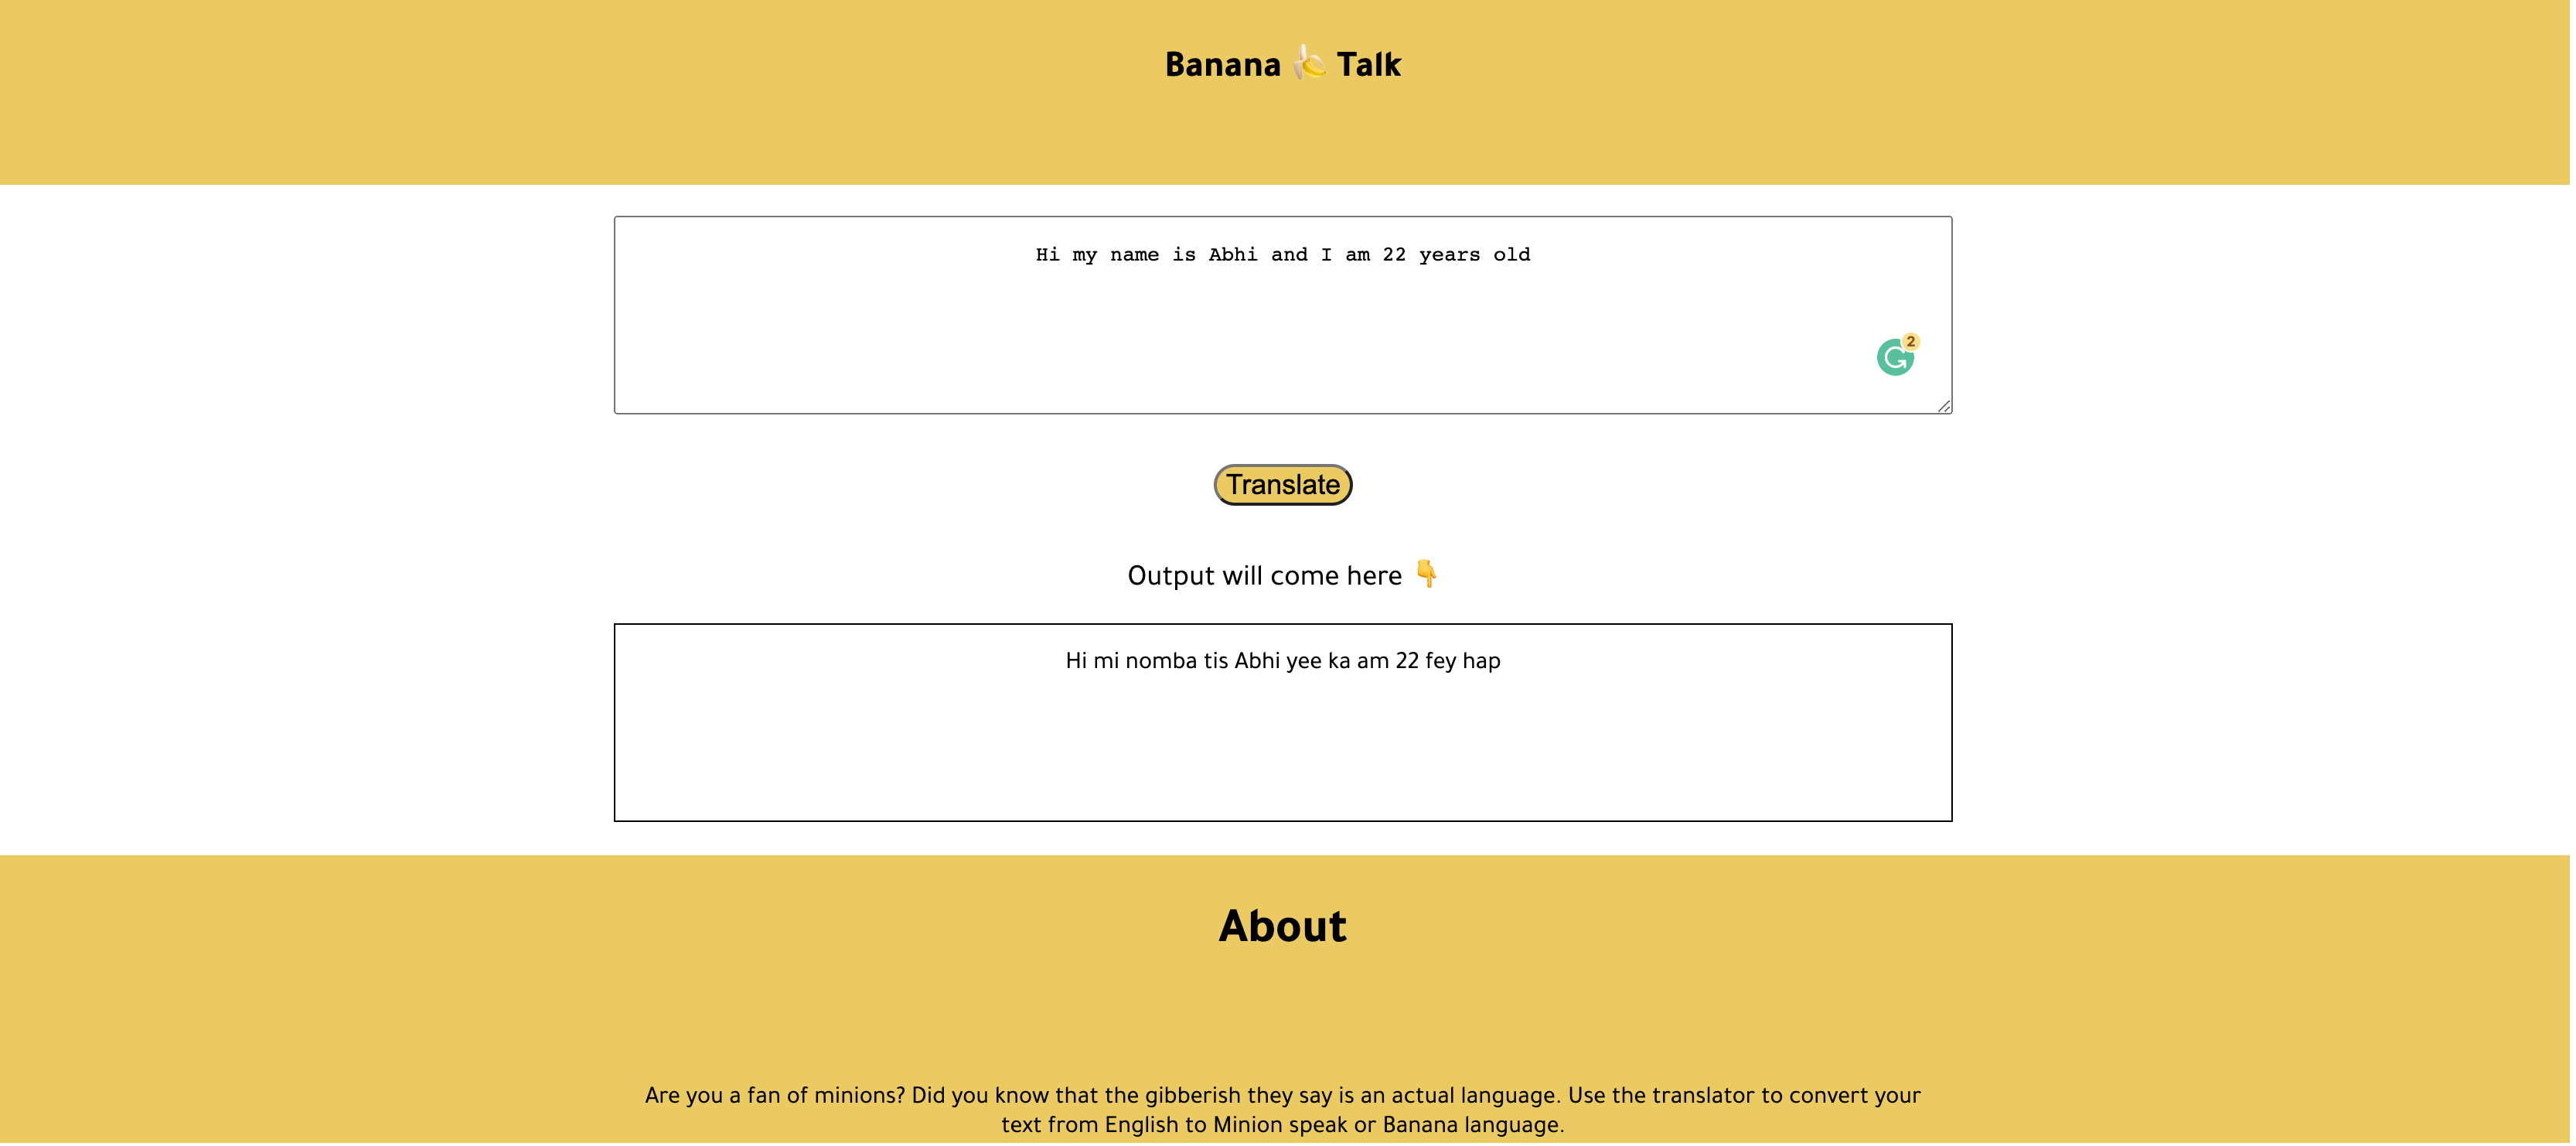 Banana 🍌 Talk
Hi my name is Abhi and I am 22 years old
2
Translate
Output will come here 👇
Hi mi nomba tis Abhi yee ka am 22 fey hap
About
Are you a fan of minions? Did you know that the gibberish they say is an actual language. Use the translator to convert your
text from English to Minion speak or Banana language.